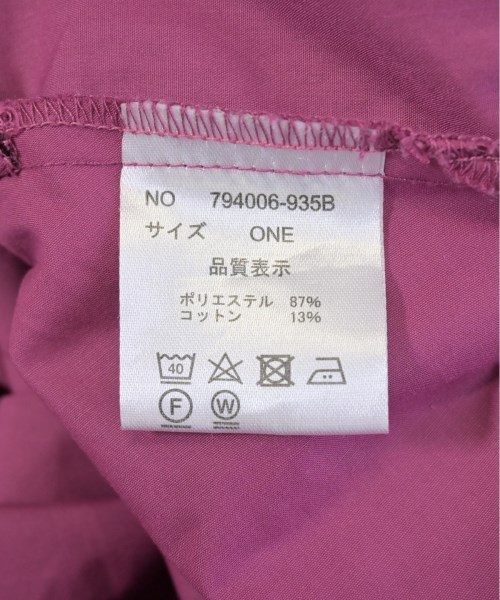 NO 794006-935B
サイズ ONE
品質表示
ポリエステル 87%
コットン 13%
40
F W